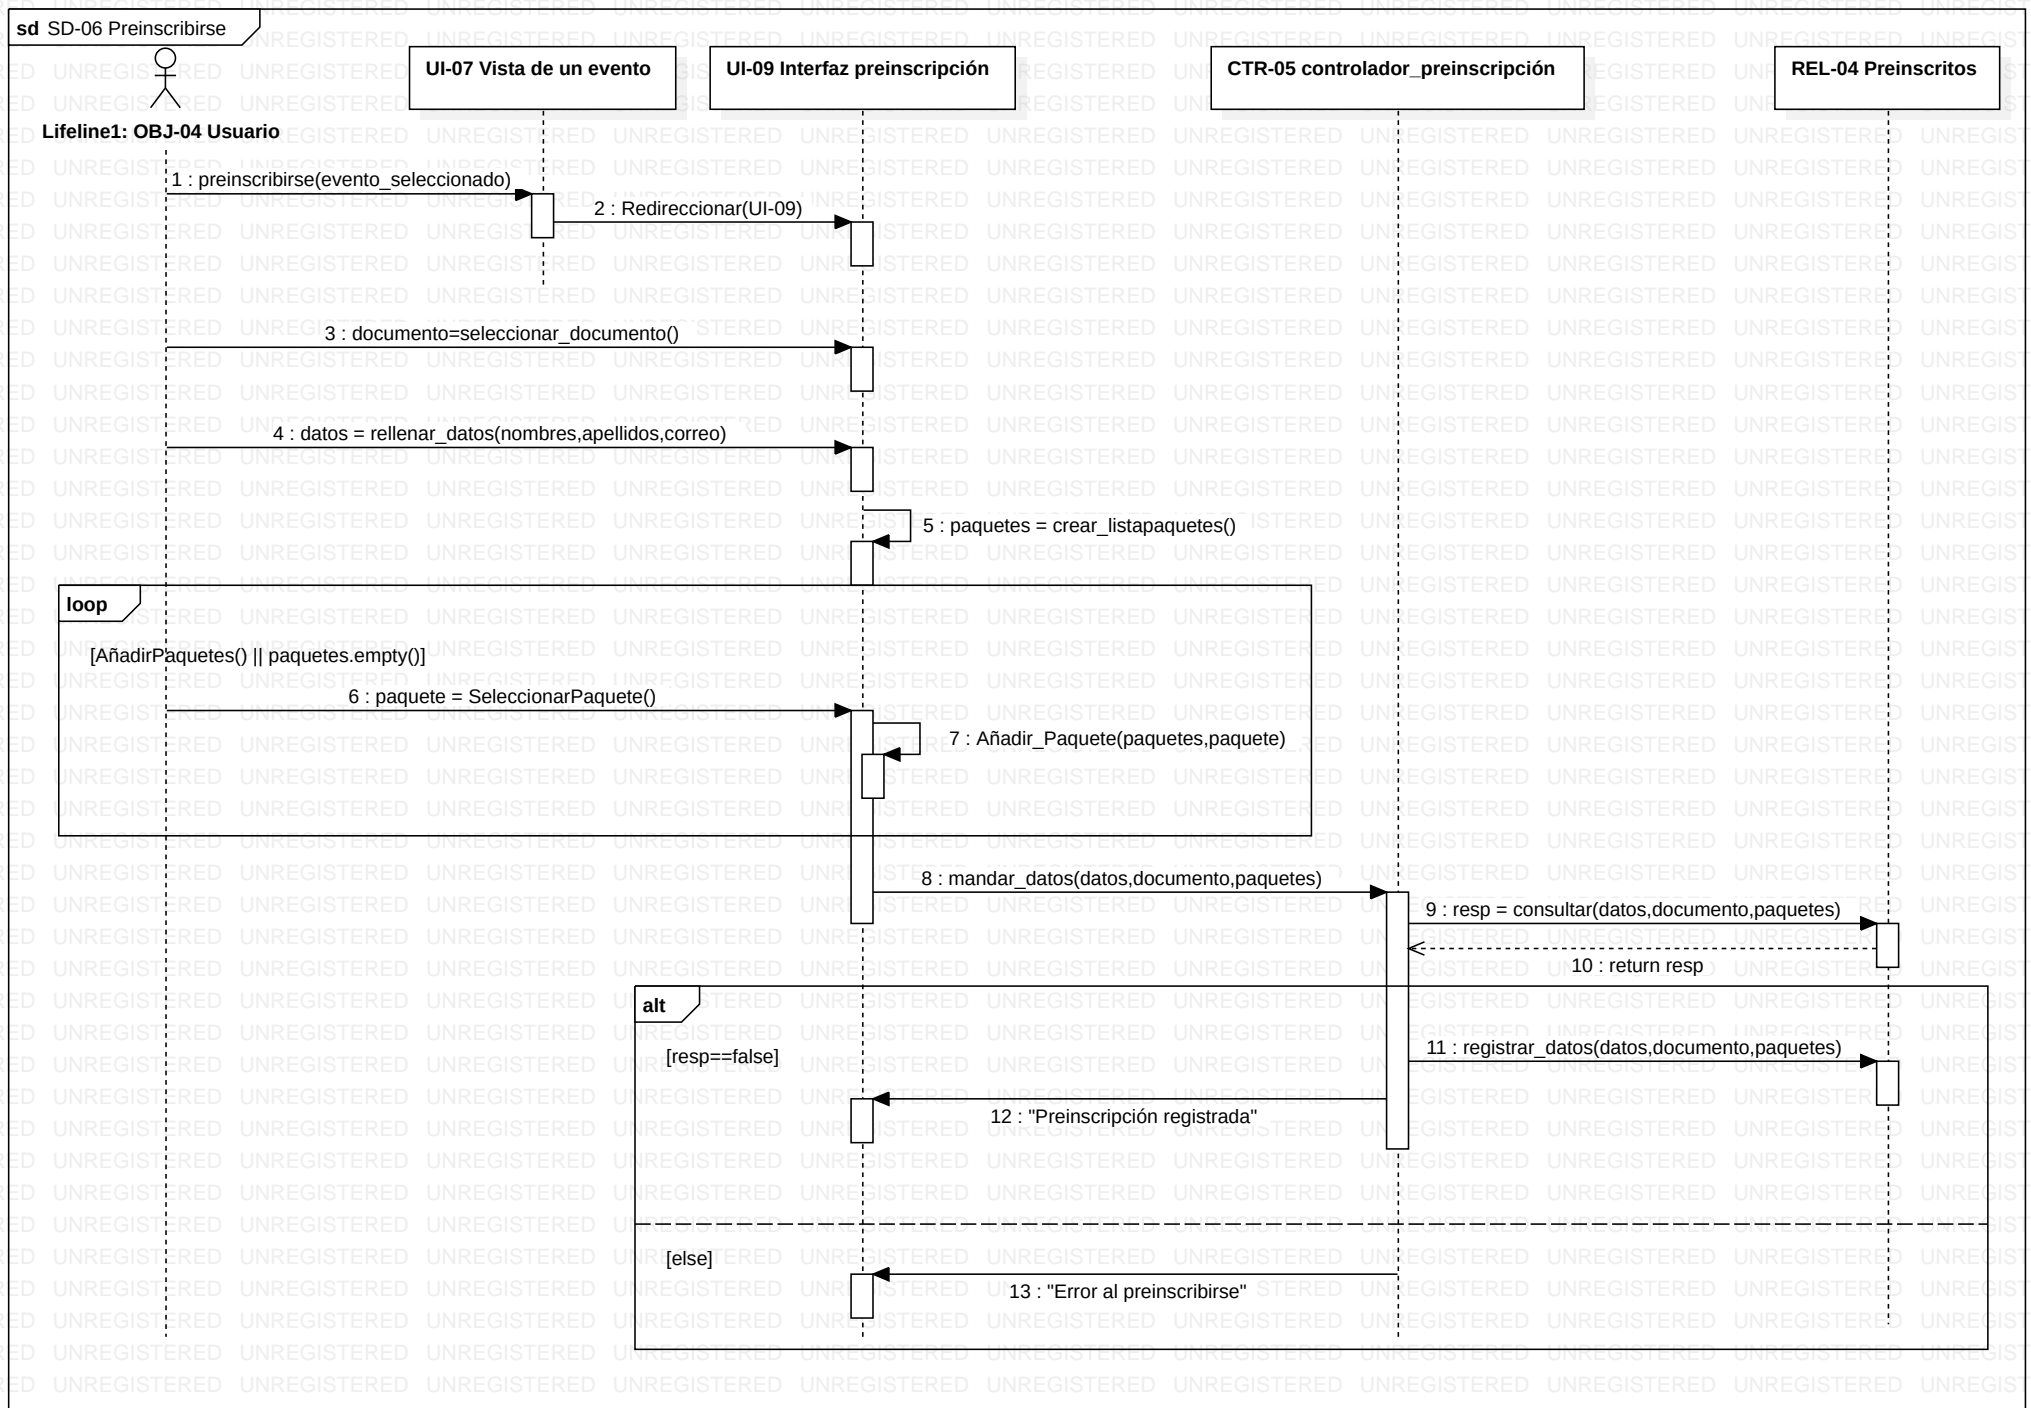 sd SD-06 Preinscribirse
UI-07 Vista de un evento
UI-09 Interfaz preinscripción
CTR-05 controlador_preinscripción
REL-04 Preinscritos
Lifeline1: OBJ-04 Usuario
1 : preinscribirse(evento_seleccionado)
2 : Redireccionar(UI-09)
3 : documento=seleccionar_documento()
4 : datos = rellenar_datos(nombres,apellidos,correo)
5 : paquetes = crear_listapaquetes()
loop
[AñadirPaquetes() || paquetes.empty()]
6 : paquete = SeleccionarPaquete()
7 : Añadir_Paquete(paquetes,paquete)
8 : mandar_datos(datos,documento,paquetes)
9 : resp = consultar(datos,documento,paquetes)
10 : return resp
alt
[resp==false]
11 : registrar_datos(datos,documento,paquetes)
12 : "Preinscripción registrada"
[else]
13 : "Error al preinscribirse"
UNREGISTERED